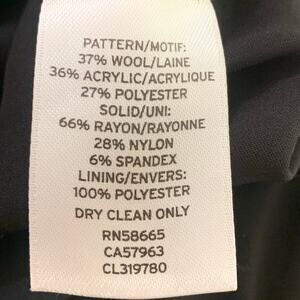 PATTERN/MOTIF:
37% WOOL/LAINE
36% ACRYLIC/ACRYLIQUE
27% POLYESTER
SOLID/UNI:
66% RAYON/RAYONNE
28% NYLON
6% SPANDEX
LINING/ENVERS:
100% POLYESTER
DRY CLEAN ONLY
RN58665
CA57963
CL319780